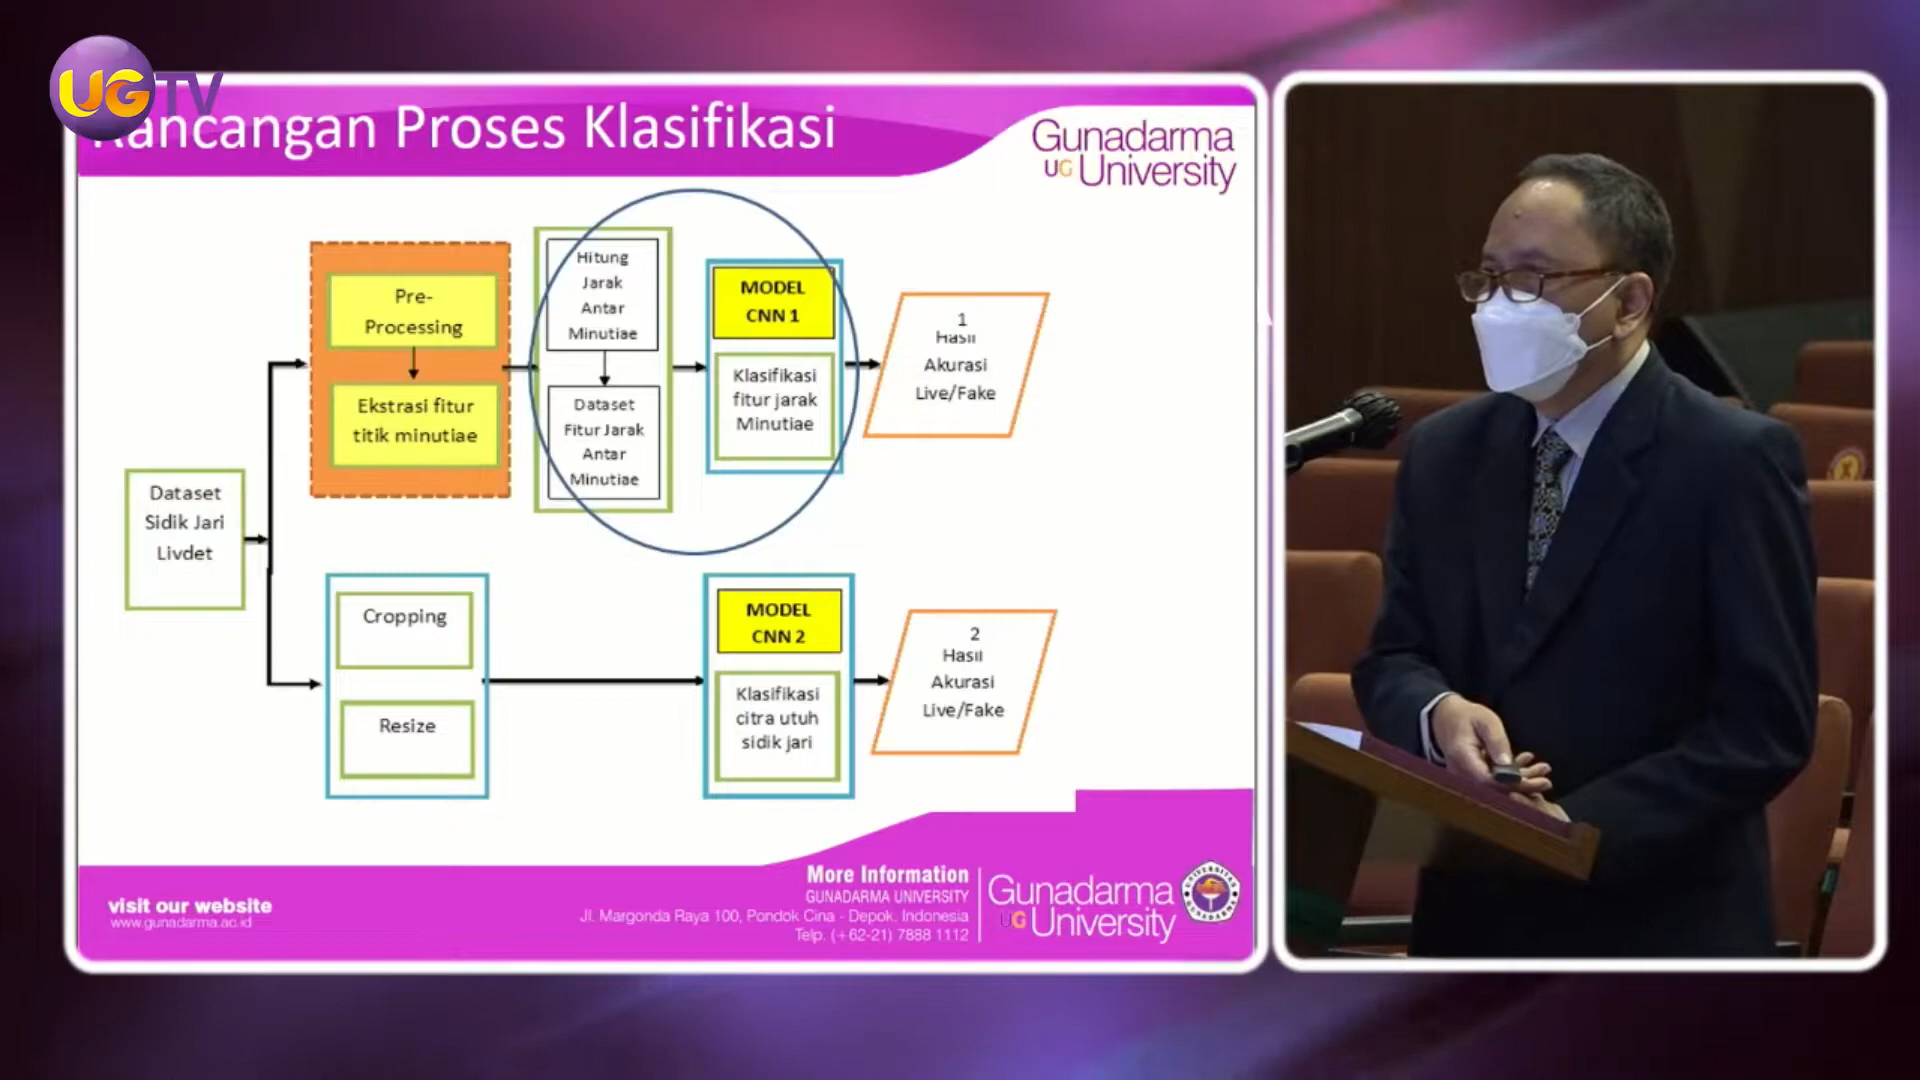 UGTV
Rancangan Proses Klasifikasi
Gunadarma
UG University
Dataset
Sidik Jari
Livdet
Pre-
Processing
Ekstrasi fitur
titik minutiae
Hitung
Jarak
Antar
Minutiae
Dataset
Fitur Jarak
Antar
Minutiae
MODEL
CNN 1
Klasifikasi
fitur jarak
Minutiae
1
Hasil
Akurasi
Live/Fake
Cropping
Resize
MODEL
CNN 2
Klasifikasi
citra utuh
sidik jari
2
Hasil
Akurasi
Live/Fake
visit our website
www.gunadarma.ac.id
More Information
GUNADARMA UNIVERSITY
Jl. Margonda Raya 100, Pondok Cina - Depok. Indonesia
Telp. (+62-21) 7888 1112
Gunadarma
UG University
UNIVERSITAS
GUNADARMA